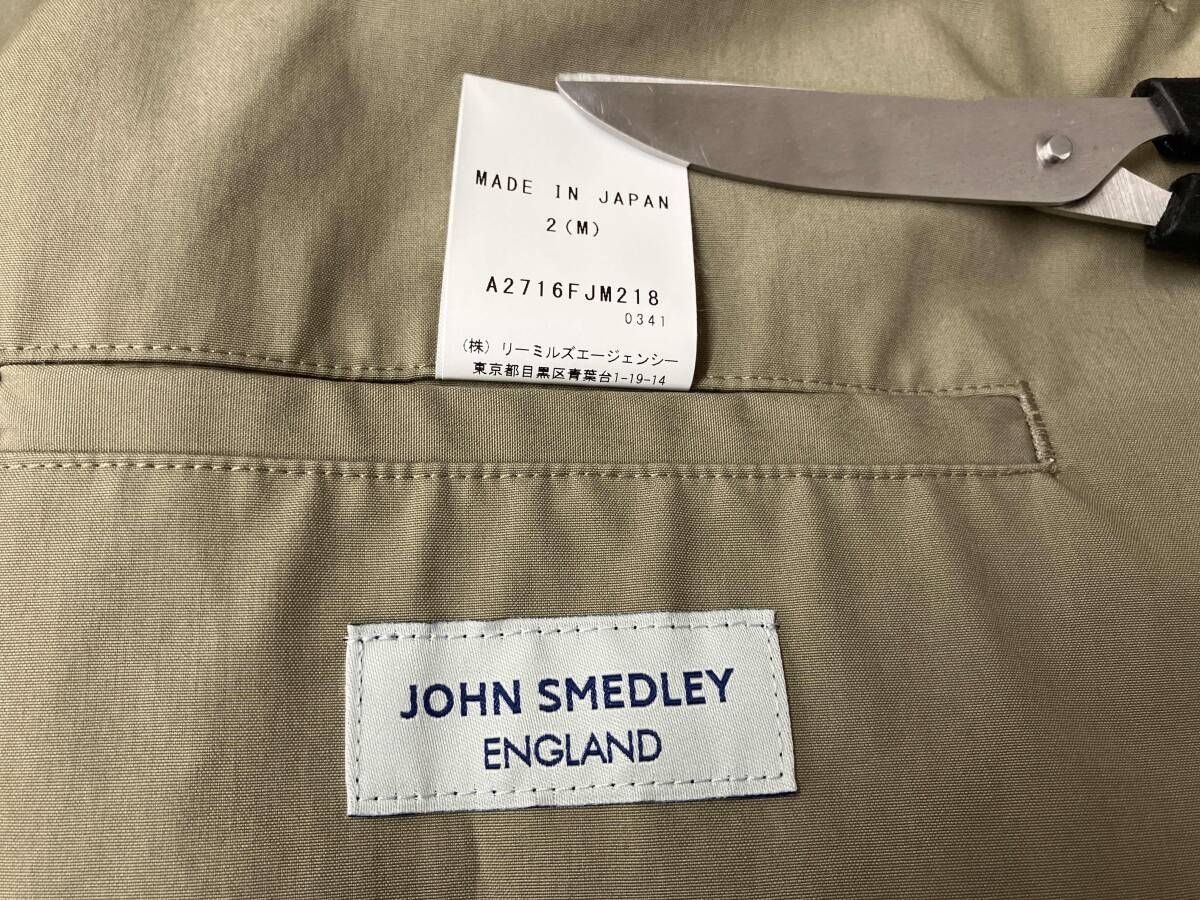 MADE IN JAPAN
2(M)
A2716FJM218
0341
(株) リーミルズエージェンシー
東京都目黒区青葉台1-19-14
JOHN SMEDLEY
ENGLAND